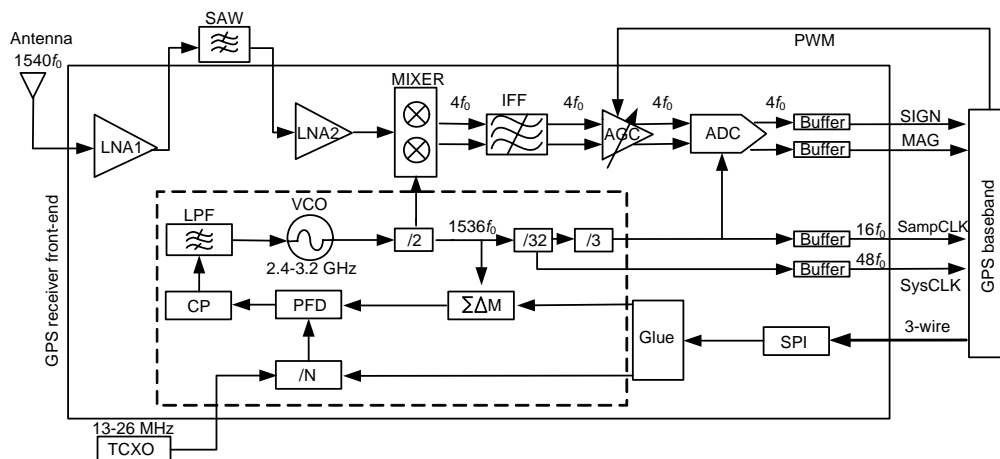 SAW
Antenna
1540f₀
PWM
MIXER
4f₀
IFF
4f₀
4f₀
4f₀
SIGN
LNA1
LNA2
AGC
ADC
Buffer
Buffer
MAG
GPS receiver front-end
GPS baseband
LPF
VCO
2.4-3.2 GHz
/2
1536f₀
/32
/3
Buffer
16f₀
SampCLK
Buffer
48f₀
SysCLK
CP
PFD
ΣΔM
Glue
SPI
3-wire
/N
13-26 MHz
TCXO